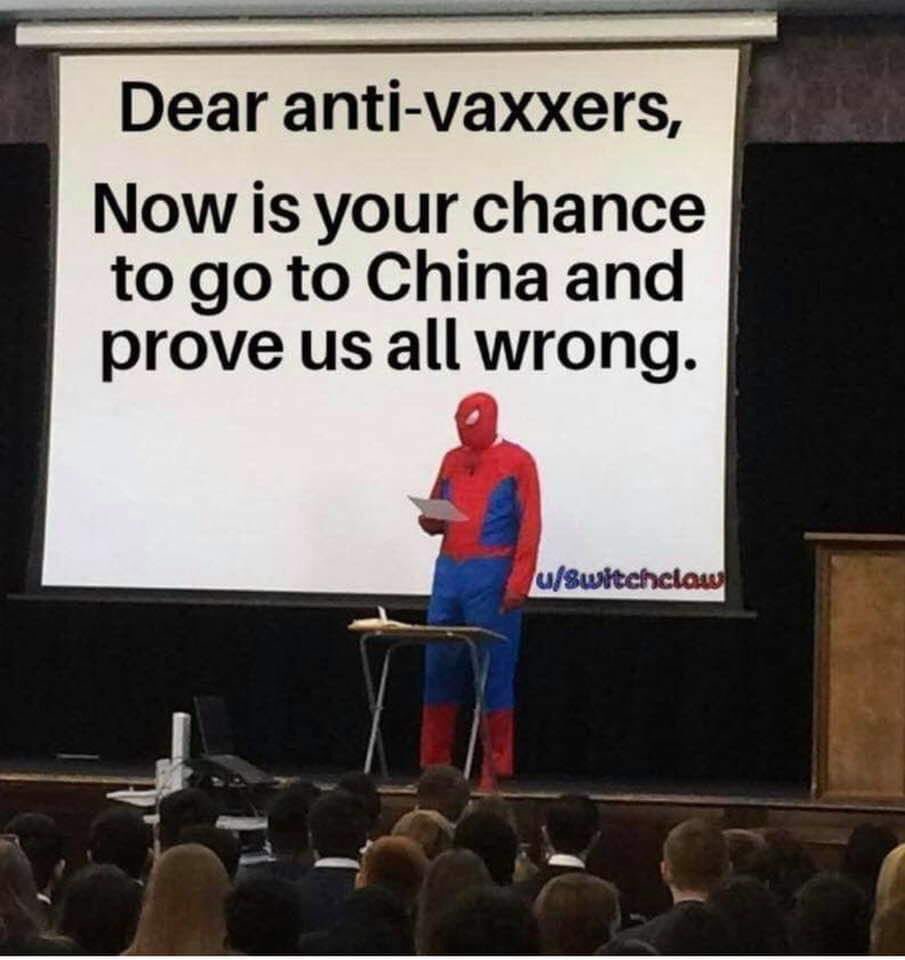 Dear anti-vaxxers,
Now is your chance
to go to China and
prove us all wrong.
u/Switchclaw